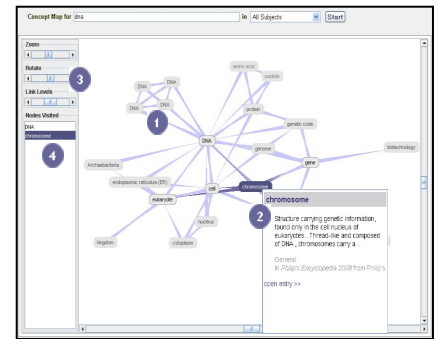 Concept Map for dna in All Subjects Start
Zoom
Rotate
Link Levels
Nodes Visited
DNA
chromosome
1
2
3
4
amino acid
peptide
DNA
DNA
DNA
DNA
protein
genetic code
DNA
genome
biotechnology
gene
Archaebacteria
endoplasmic reticulum (ER)
cell
chromosome
eukaryote
nucleus
kingdom
cytoplasm
chromosome
Structure carrying genetic information,
found only in the cell nucleus of
eukaryotes . Thread-like and composed
of DNA , chromosomes carry a...
General
In Philip's Encyclopedia 2008 from Philip's
open entry >>